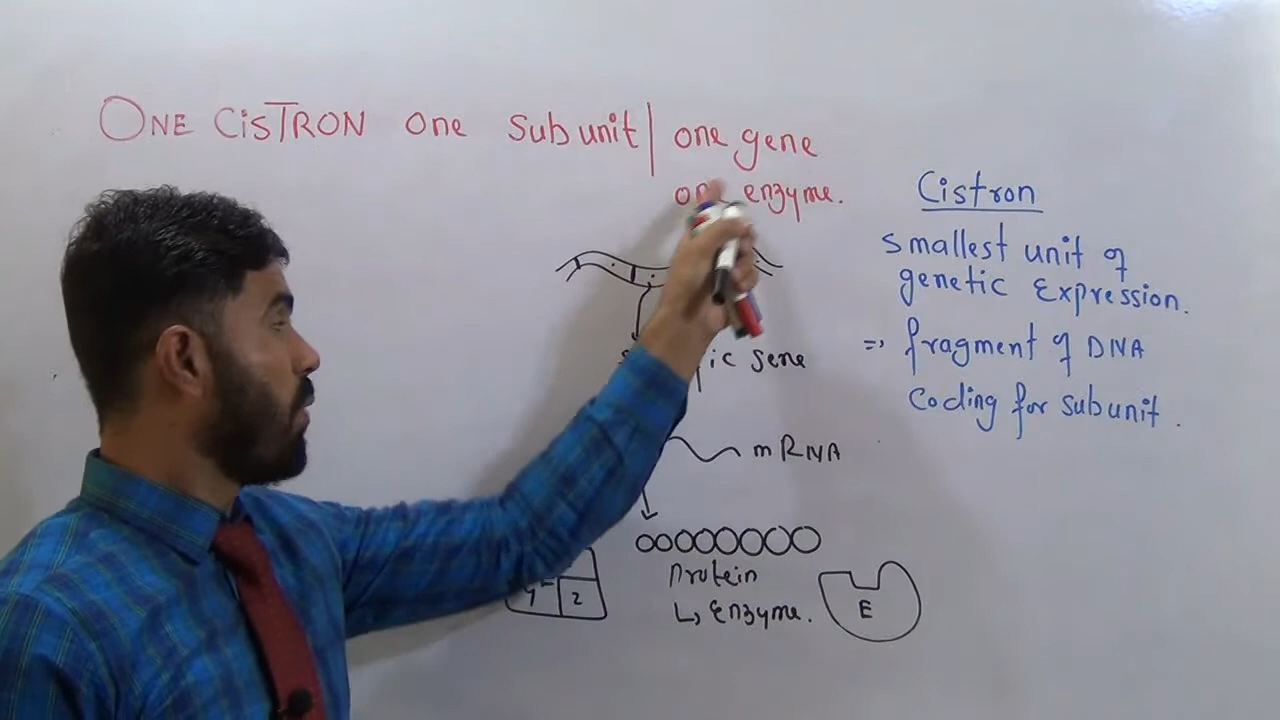 ONE CISTRON One Subunit | one gene
enzyme.
Cistron
smallest unit of
genetic Expression.
=> fragment of DNA
coding for subunit.
mRNA
Protein
↳ Enzyme.
E
2